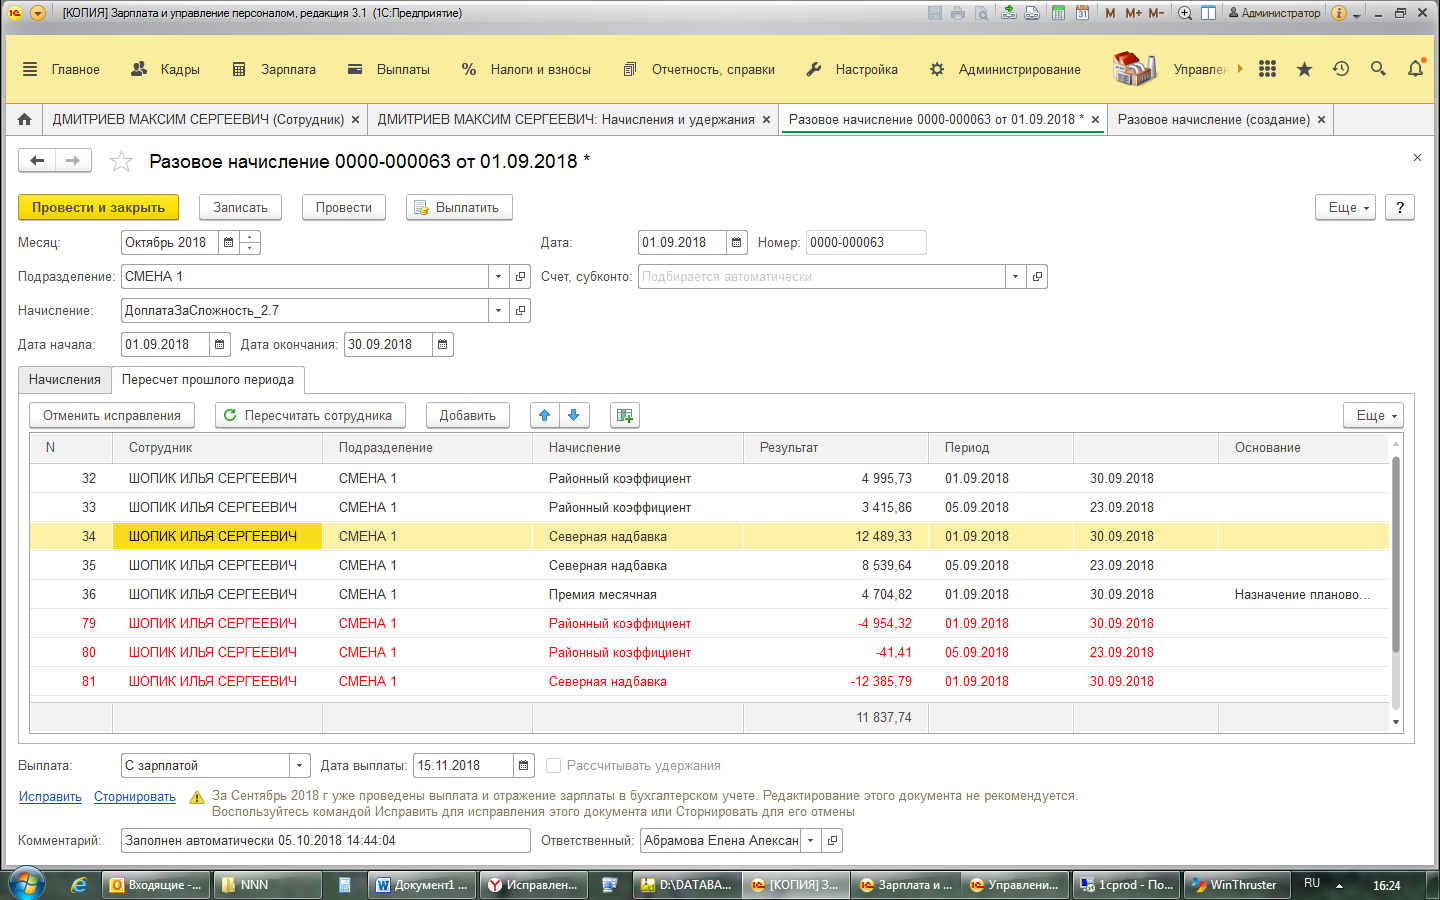 [КОПИЯ] Зарплата и управление персоналом, редакция 3.1 (1С:Предприятие)
M M+ M- Администратор
Главное Кадры Зарплата Выплаты Налоги и взносы Отчетность, справки Настройка Администрирование Управлен
ДМИТРИЕВ МАКСИМ СЕРГЕЕВИЧ (Сотрудник) × ДМИТРИЕВ МАКСИМ СЕРГЕЕВИЧ: Начисления и удержания × Разовое начисление 0000-000063 от 01.09.2018 * × Разовое начисление (создание) ×
Разовое начисление 0000-000063 от 01.09.2018 *
Провести и закрыть Записать Провести Выплатить Еще ?
Месяц: Октябрь 2018 Дата: 01.09.2018 Номер: 0000-000063
Подразделение: СМЕНА 1 Счет, субконто: Подбирается автоматически
Начисление: ДоплатаЗаСложность_2.7
Дата начала: 01.09.2018 Дата окончания: 30.09.2018
Начисления Пересчет прошлого периода
Отменить исправления Пересчитать сотрудника Добавить Еще
N Сотрудник Подразделение Начисление Результат Период Основание
32 ШОПИК ИЛЬЯ СЕРГЕЕВИЧ СМЕНА 1 Районный коэффициент 4 995,73 01.09.2018 30.09.2018
33 ШОПИК ИЛЬЯ СЕРГЕЕВИЧ СМЕНА 1 Районный коэффициент 3 415,86 05.09.2018 23.09.2018
34 ШОПИК ИЛЬЯ СЕРГЕЕВИЧ СМЕНА 1 Северная надбавка 12 489,33 01.09.2018 30.09.2018
35 ШОПИК ИЛЬЯ СЕРГЕЕВИЧ СМЕНА 1 Северная надбавка 8 539,64 05.09.2018 23.09.2018
36 ШОПИК ИЛЬЯ СЕРГЕЕВИЧ СМЕНА 1 Премия месячная 4 704,82 01.09.2018 30.09.2018 Назначение планово...
79 ШОПИК ИЛЬЯ СЕРГЕЕВИЧ СМЕНА 1 Районный коэффициент -4 954,32 01.09.2018 30.09.2018
80 ШОПИК ИЛЬЯ СЕРГЕЕВИЧ СМЕНА 1 Районный коэффициент -41,41 05.09.2018 23.09.2018
81 ШОПИК ИЛЬЯ СЕРГЕЕВИЧ СМЕНА 1 Северная надбавка -12 385,79 01.09.2018 30.09.2018
11 837,74
Выплата: С зарплатой Дата выплаты: 15.11.2018 Рассчитывать удержания
Исправить Сторнировать За Сентябрь 2018 г уже проведены выплата и отражение зарплаты в бухгалтерском учете. Редактирование этого документа не рекомендуется.
Воспользуйтесь командой Исправить для исправления этого документа или Сторнировать для его отмены
Комментарий: Заполнен автоматически 05.10.2018 14:44:04 Ответственный: Абрамова Елена Алексан
Входящие -... NNN Документ1 ... Исправлен... D:\DATABA... [КОПИЯ] З... Зарплата и ... Управлени... 1cprod - По... WinThruster RU 16:24